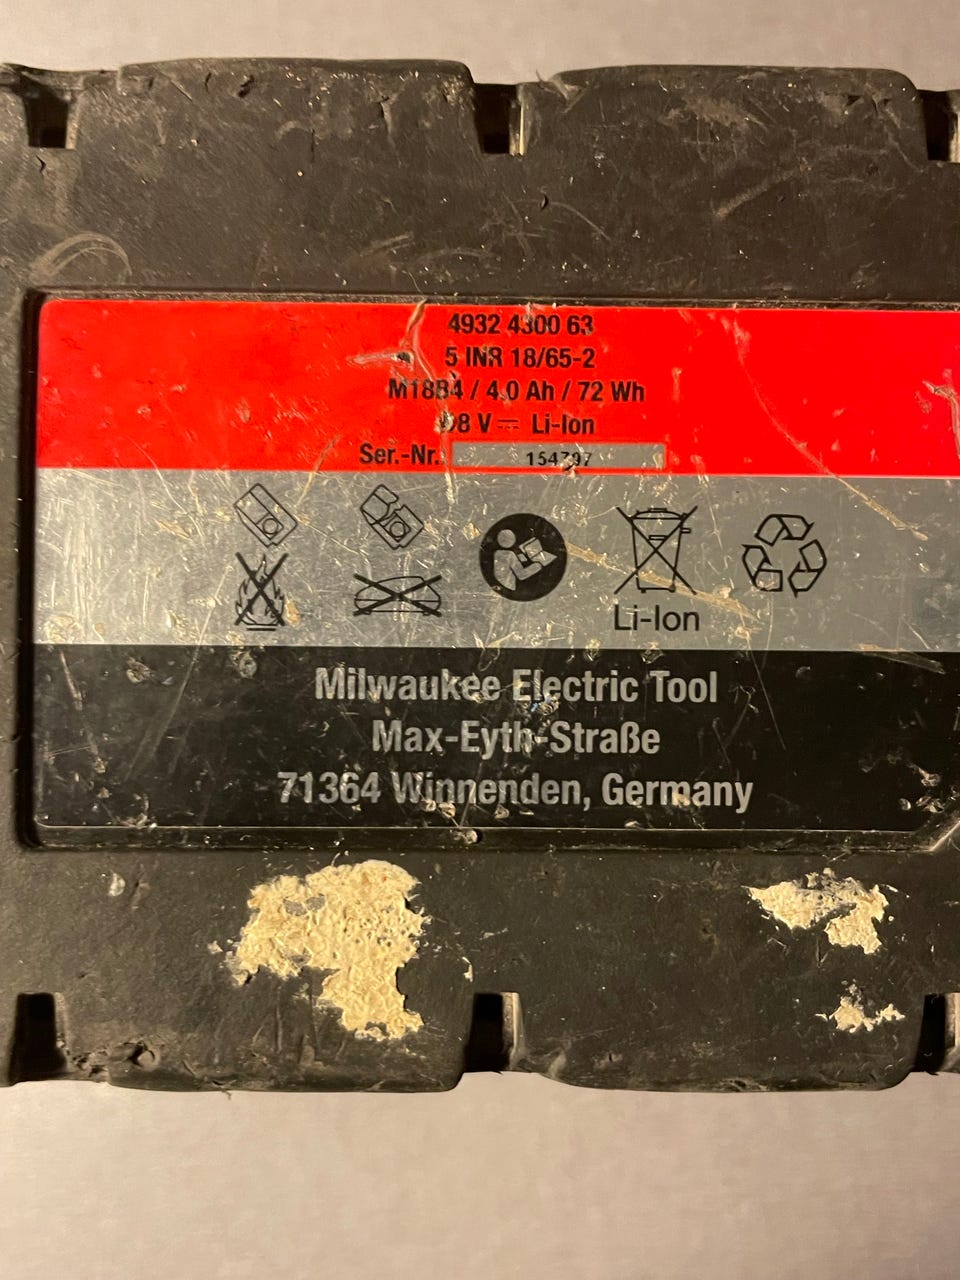 4932 4300 63
5 INR 18/65-2
M18B4 / 4.0 Ah / 72 Wh
18 V ⎓ Li-Ion
Ser.-Nr. 154797
Li-Ion
Milwaukee Electric Tool
Max-Eyth-Straße
71364 Winnenden, Germany